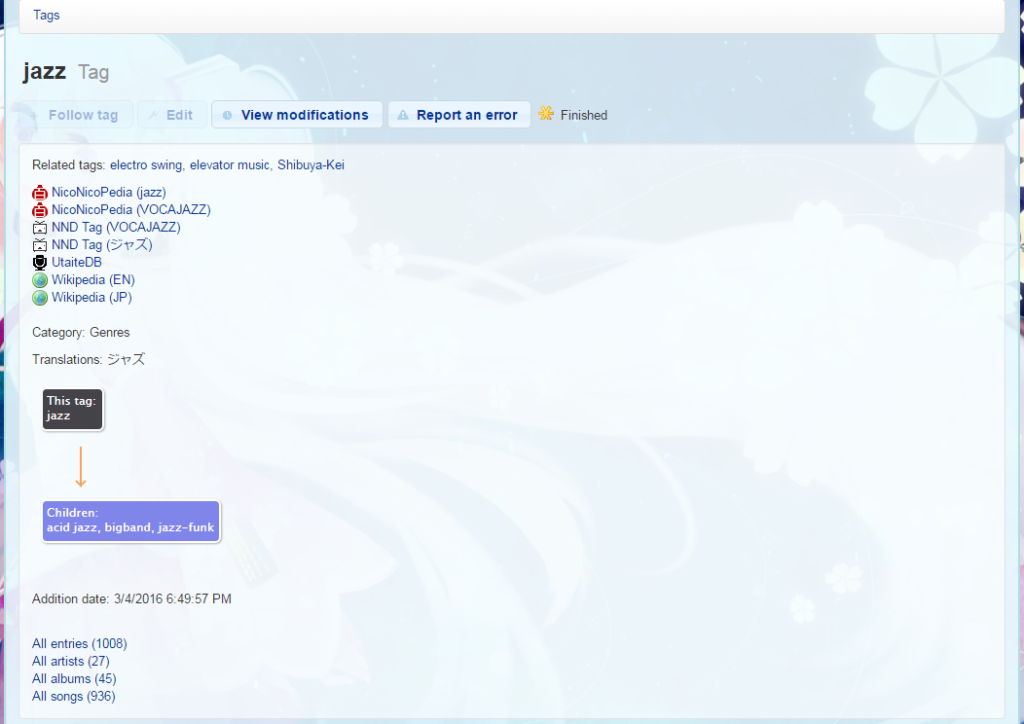 Tags
jazz Tag
Follow tag Edit View modifications Report an error Finished
Related tags: electro swing, elevator music, Shibuya-Kei
NicoNicoPedia (jazz)
NicoNicoPedia (VOCAJAZZ)
NND Tag (VOCAJAZZ)
NND Tag (ジャズ)
UtaiteDB
Wikipedia (EN)
Wikipedia (JP)
Category: Genres
Translations: ジャズ
This tag:
jazz
Children:
acid jazz, bigband, jazz-funk
Addition date: 3/4/2016 6:49:57 PM
All entries (1008)
All artists (27)
All albums (45)
All songs (936)